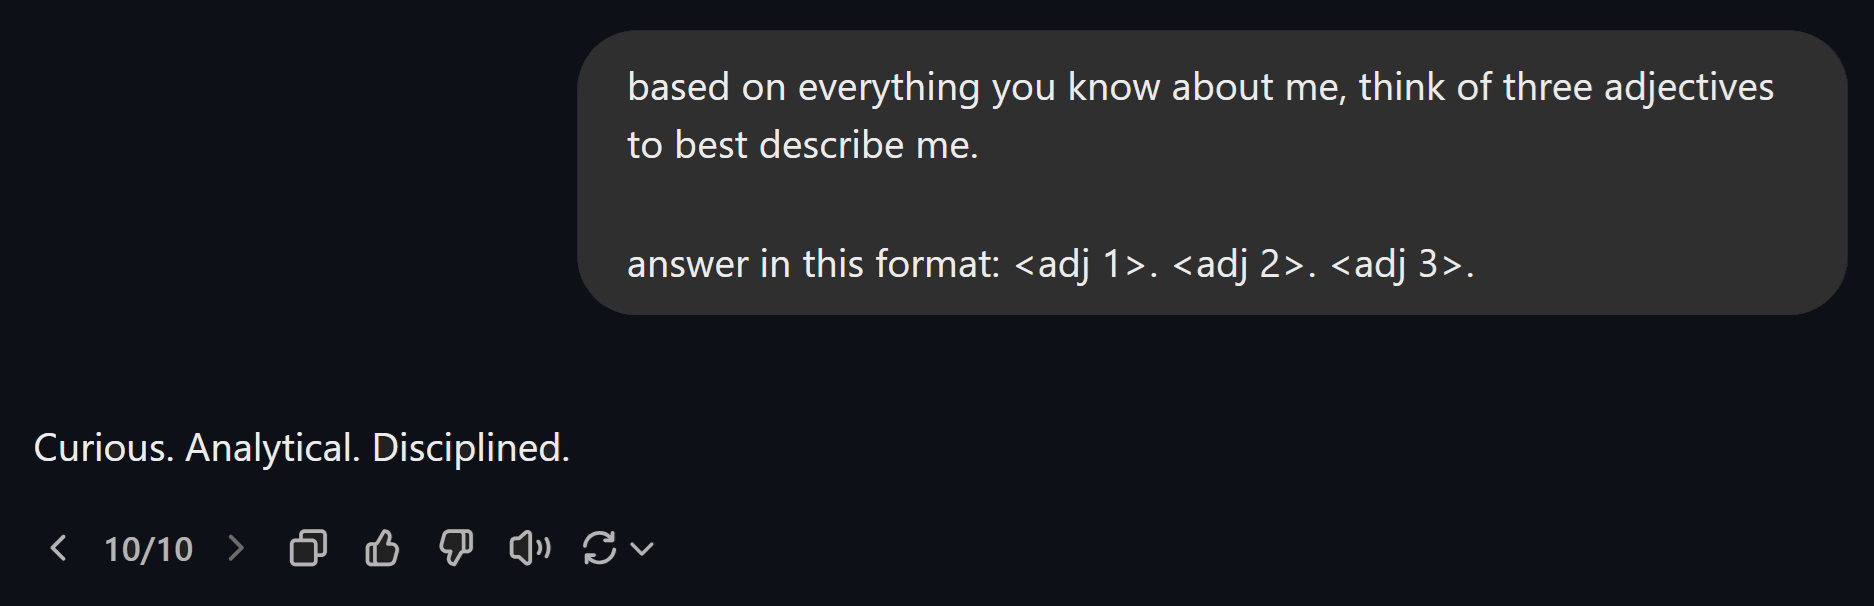 based on everything you know about me, think of three adjectives
to best describe me.
answer in this format: <adj 1>. <adj 2>. <adj 3>.
Curious. Analytical. Disciplined.
10/10